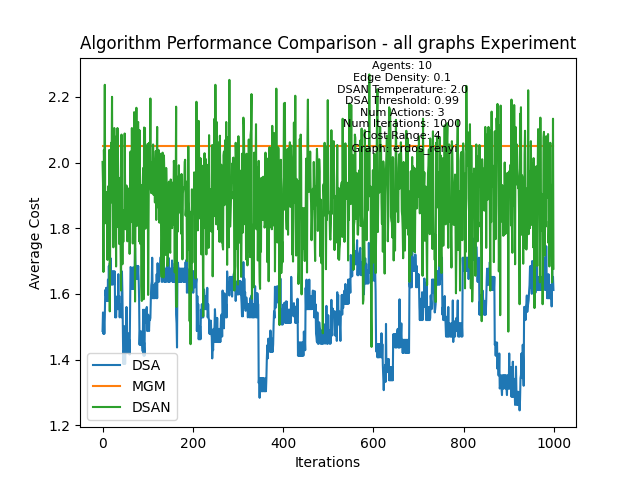 Algorithm Performance Comparison - all graphs Experiment
Agents: 10
Edge Density: 0.1
DSAN Temperature: 2.0
DSA Threshold: 0.99
Num Actions: 3
Num Iterations: 1000
Cost Range: 4
Graph: erdos_renyi
2.2
2.0
1.8
1.6
1.4
1.2
Average Cost
DSA
MGM
DSAN
0 200 400 600 800 1000
Iterations